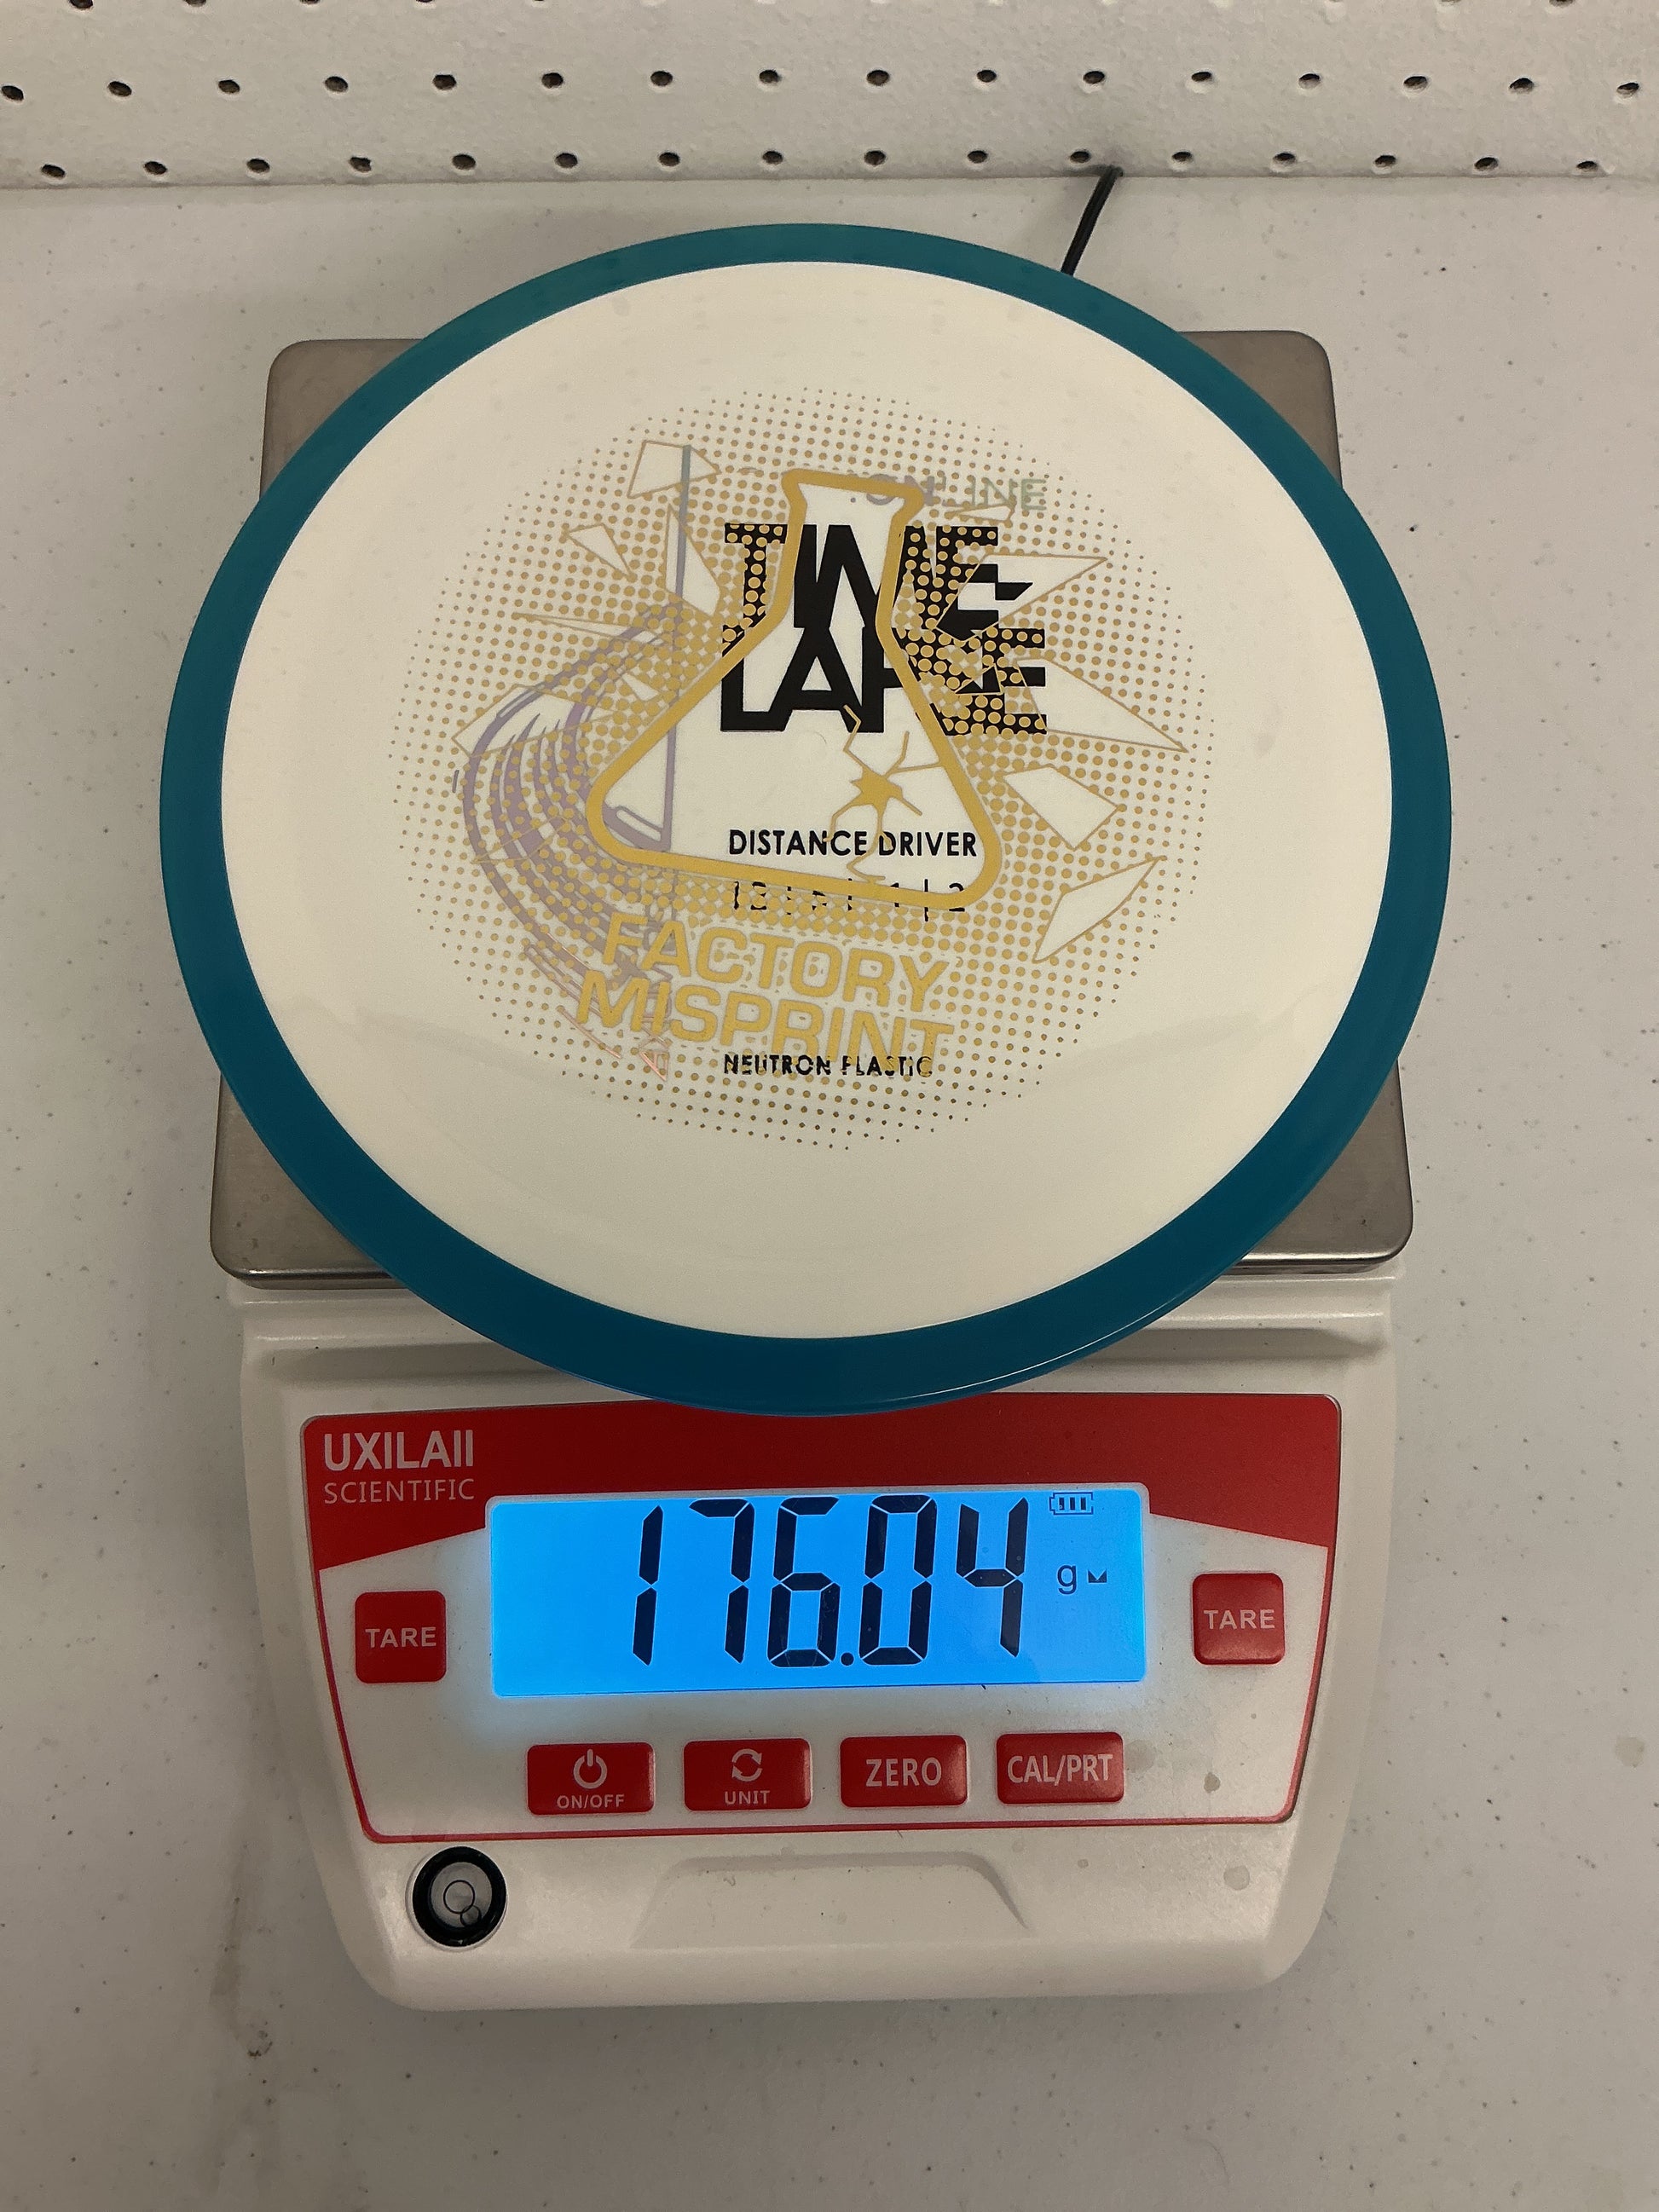 TIME
LAPSE
DISTANCE DRIVER
FACTORY
MISPRINT
NEUTRON PLASTIC
UXILAII
SCIENTIFIC
176.04 g
TARE
TARE
ON/OFF
UNIT
ZERO
CAL/PRT